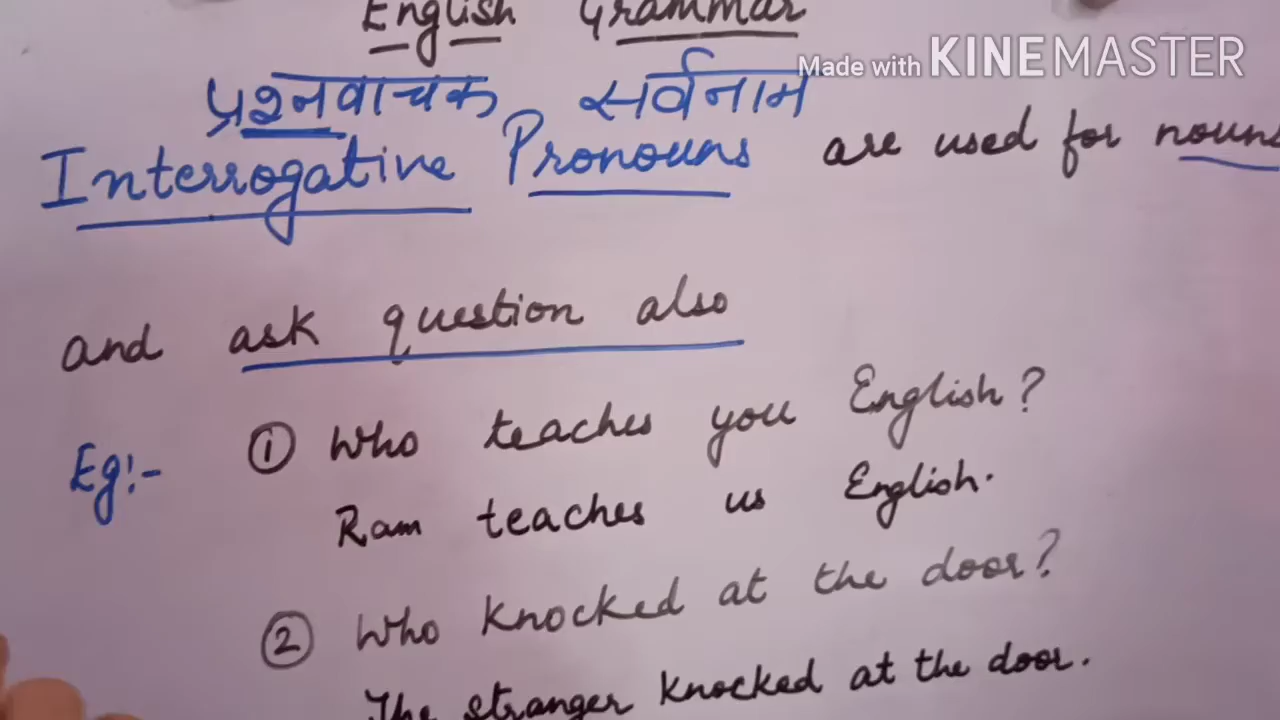 English Grammar
Made with KINEMASTER
प्रश्नवाचक सर्वनाम
Interrogative Pronouns are used for nouns
and ask question also
Eg:- ① Who teaches you English?
Ram teaches us English.
② Who knocked at the door?
The stranger knocked at the door.